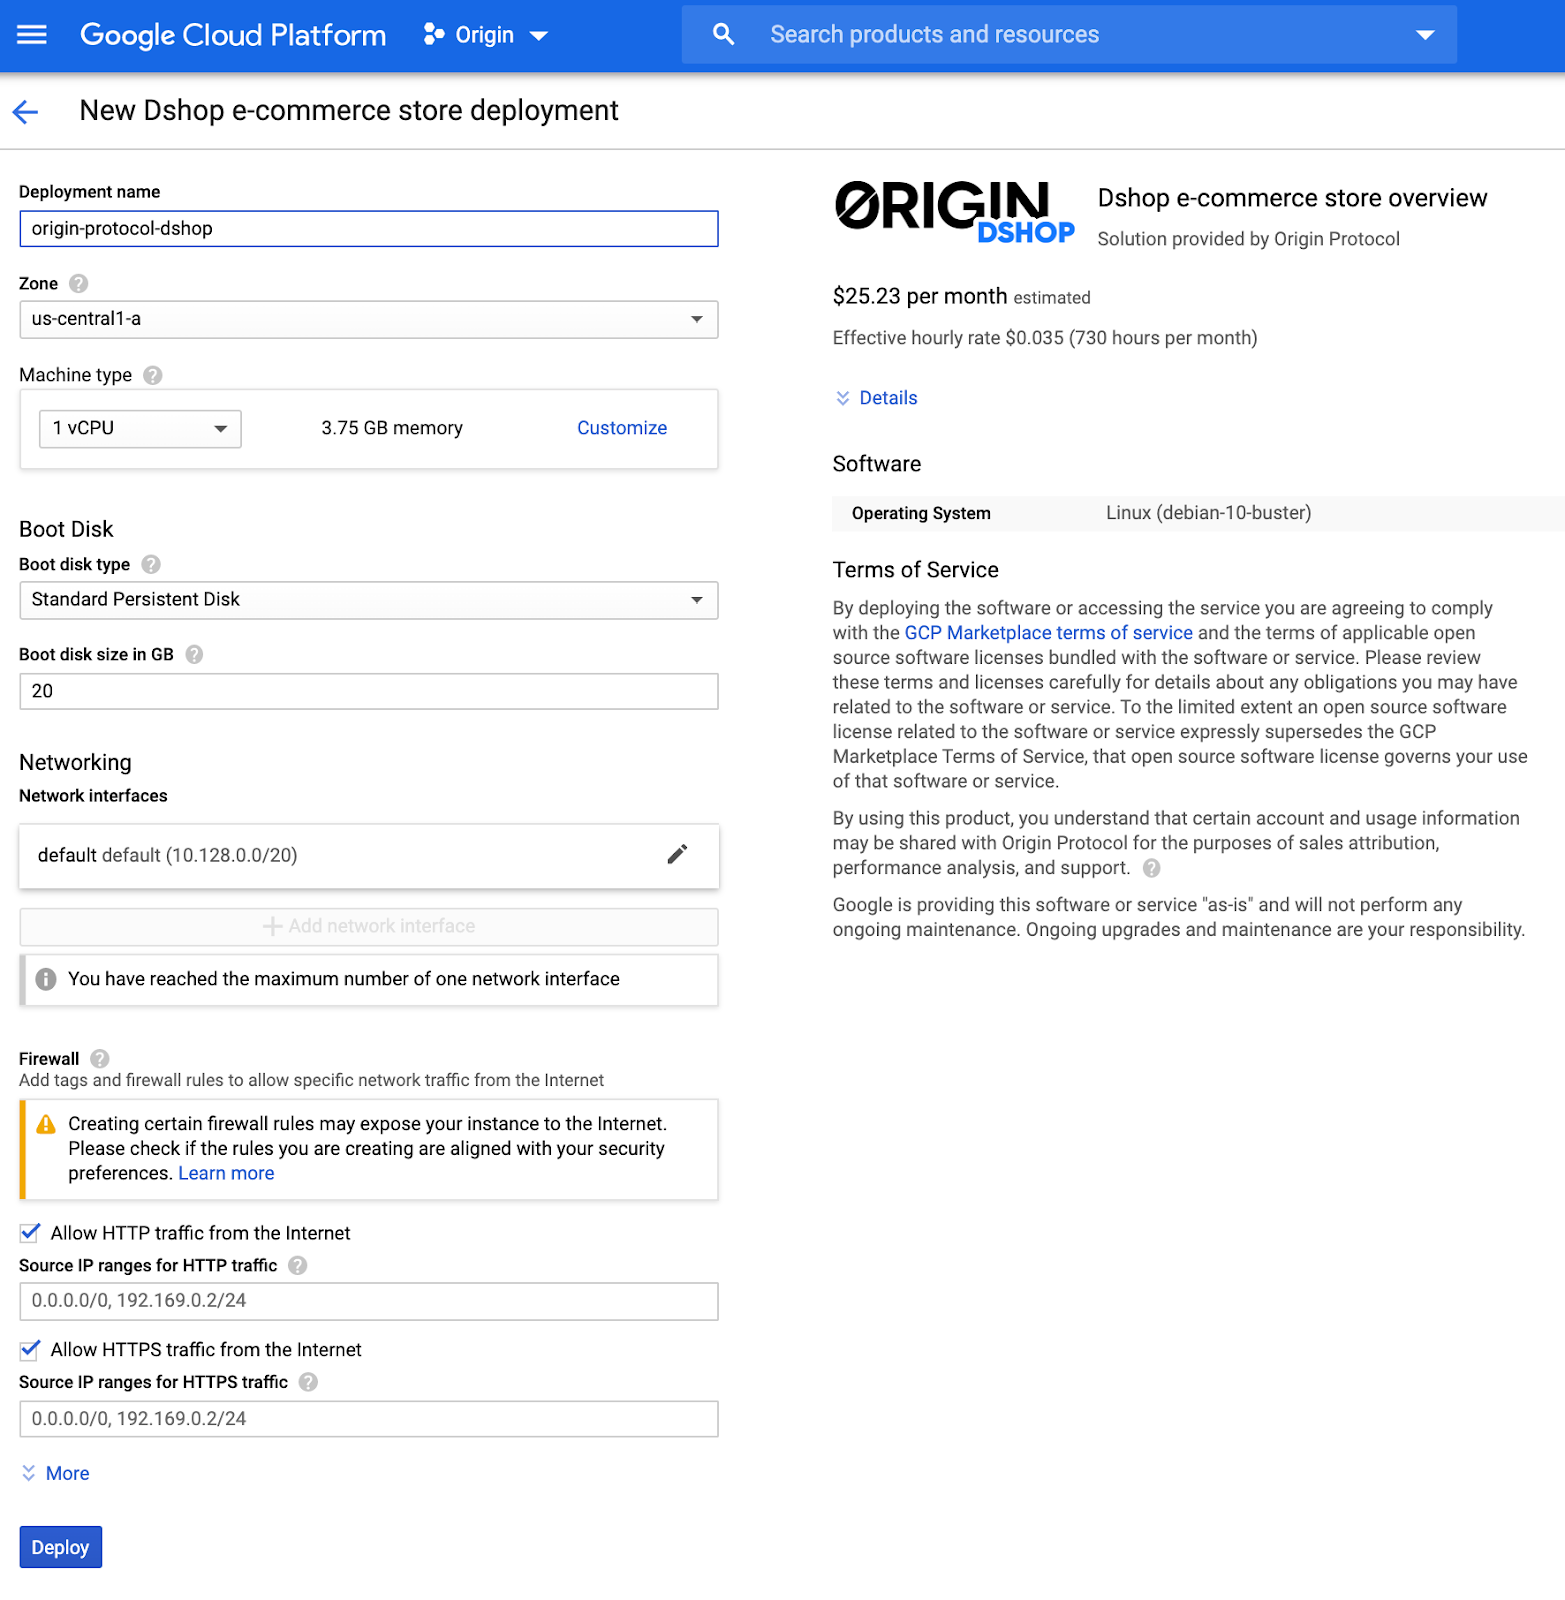 Google Cloud Platform
Origin
Search products and resources
New Dshop e-commerce store deployment
Deployment name
origin-protocol-dshop
Zone
us-central1-a
Machine type
1 vCPU
3.75 GB memory
Customize
Boot Disk
Boot disk type
Standard Persistent Disk
Boot disk size in GB
20
Networking
Network interfaces
default default (10.128.0.0/20)
Add network interface
You have reached the maximum number of one network interface
Firewall
Add tags and firewall rules to allow specific network traffic from the Internet
Creating certain firewall rules may expose your instance to the Internet.
Please check if the rules you are creating are aligned with your security
preferences. Learn more
Allow HTTP traffic from the Internet
Source IP ranges for HTTP traffic
0.0.0.0/0, 192.169.0.2/24
Allow HTTPS traffic from the Internet
Source IP ranges for HTTPS traffic
0.0.0.0/0, 192.169.0.2/24
More
Deploy
ORIGIN
DSHOP
Dshop e-commerce store overview
Solution provided by Origin Protocol
$25.23 per month estimated
Effective hourly rate $0.035 (730 hours per month)
Details
Software
Operating System
Linux (debian-10-buster)
Terms of Service
By deploying the software or accessing the service you are agreeing to comply
with the GCP Marketplace terms of service and the terms of applicable open
source software licenses bundled with the software or service. Please review
these terms and licenses carefully for details about any obligations you may have
related to the software or service. To the limited extent an open source software
license related to the software or service expressly supersedes the GCP
Marketplace Terms of Service, that open source software license governs your use
of that software or service.
By using this product, you understand that certain account and usage information
may be shared with Origin Protocol for the purposes of sales attribution,
performance analysis, and support.
Google is providing this software or service "as-is" and will not perform any
ongoing maintenance. Ongoing upgrades and maintenance are your responsibility.